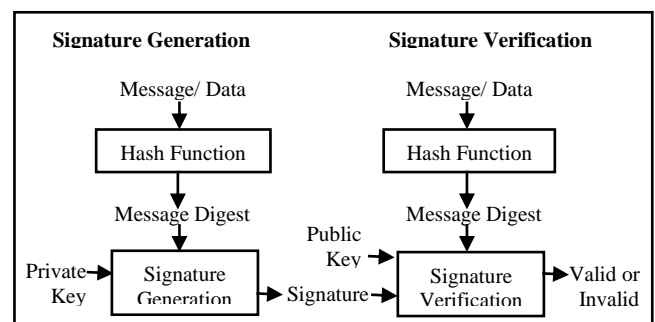 Signature Generation
Message/ Data
Hash Function
Message Digest
Private Key
Signature
Generation
Signature
Signature Verification
Message/ Data
Hash Function
Message Digest
Public
Key
Signature
Verification
Valid or
Invalid